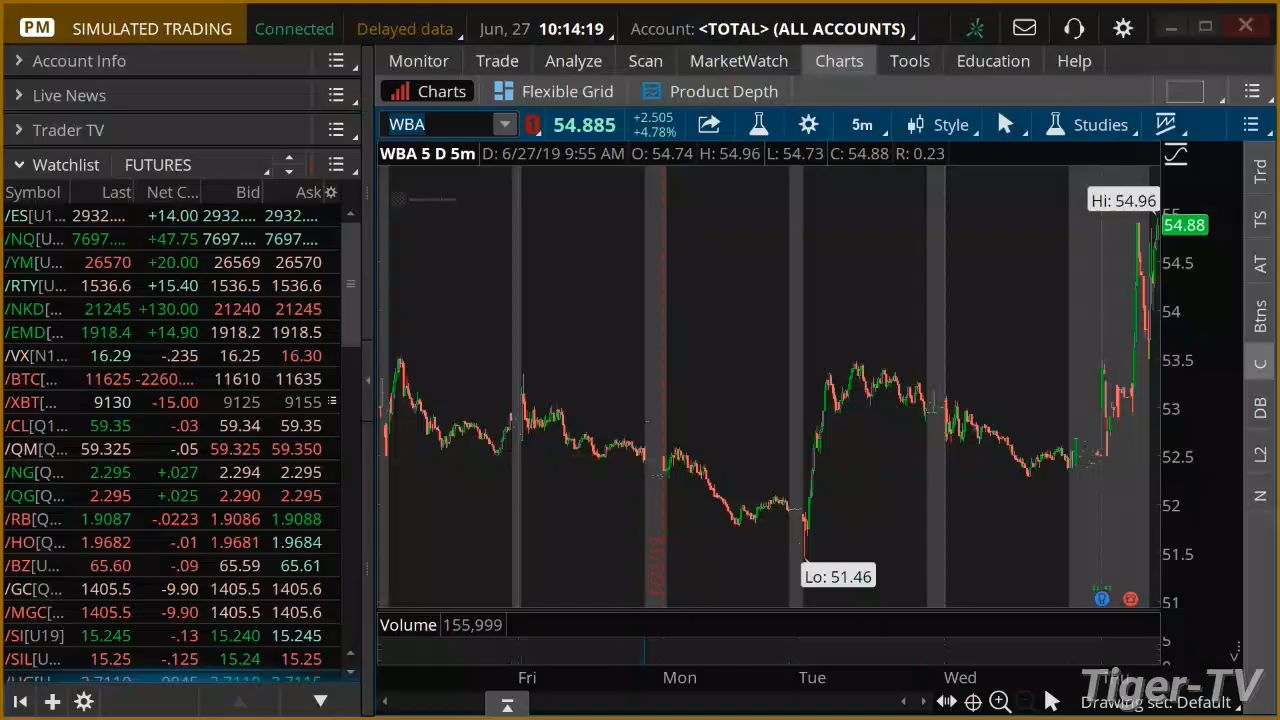 PM SIMULATED TRADING Connected Delayed data Jun, 27 10:14:19 Account: <TOTAL> (ALL ACCOUNTS)
Account Info
Live News
Trader TV
Watchlist FUTURES
Symbol Last Net C... Bid Ask
/ES[U1... 2932.... +14.00 2932.... 2932....
/NQ[U... 7697.... +47.75 7697.... 7697....
/YM[U... 26570 +20.00 26569 26570
/RTY[U... 1536.6 +15.40 1536.5 1536.6
/NKD[... 21245 +130.00 21240 21245
/EMD[... 1918.4 +14.90 1918.2 1918.5
/VX[N1... 16.29 -.235 16.25 16.30
/BTC[... 11625 -2260.... 11610 11635
/XBT[... 9130 -15.00 9125 9155
/CL[Q1... 59.35 -.03 59.34 59.35
/QM[Q... 59.325 -.05 59.325 59.350
/NG[Q... 2.295 +.027 2.294 2.295
/QG[Q... 2.295 +.025 2.290 2.295
/RB[Q... 1.9087 -.0223 1.9086 1.9088
/HO[Q... 1.9682 -.01 1.9681 1.9684
/BZ[U... 65.60 -.09 65.59 65.61
/GC[Q... 1405.5 -9.90 1405.5 1405.6
/MGC[... 1405.5 -9.90 1405.5 1405.6
/SI[U19] 15.245 -.13 15.240 15.245
/SIL[U... 15.25 -.125 15.24 15.25
Monitor Trade Analyze Scan MarketWatch Charts Tools Education Help
Charts Flexible Grid Product Depth
WBA 1 54.885 +2.505 +4.78% 5m Style Studies
WBA 5 D 5m D: 6/27/19 9:55 AM O: 54.74 H: 54.96 L: 54.73 C: 54.88 R: 0.23
Hi: 54.96
55
54.88
54.5
54
53.5
53
52.5
52
51.5
51
Lo: 51.46
Volume 155,999
5
0
Fri Mon Tue Wed
Drawing set: Default
Tiger-TV
Trd
TS
AT
Btns
C
DB
L2
N